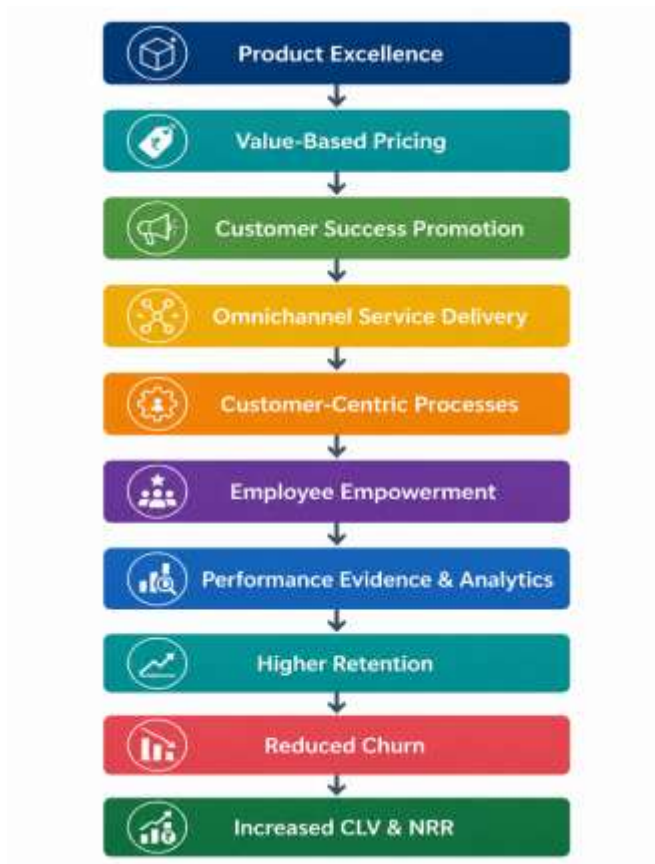 Product Excellence
Value-Based Pricing
Customer Success Promotion
Omnichannel Service Delivery
Customer-Centric Processes
Employee Empowerment
Performance Evidence & Analytics
Higher Retention
Reduced Churn
Increased CLV & NRR